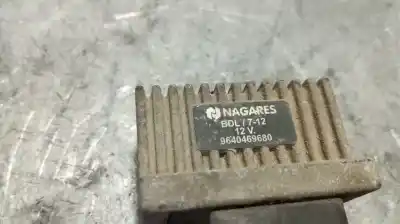 NAGARES
BDL / 7-12
12 V.
9640469680